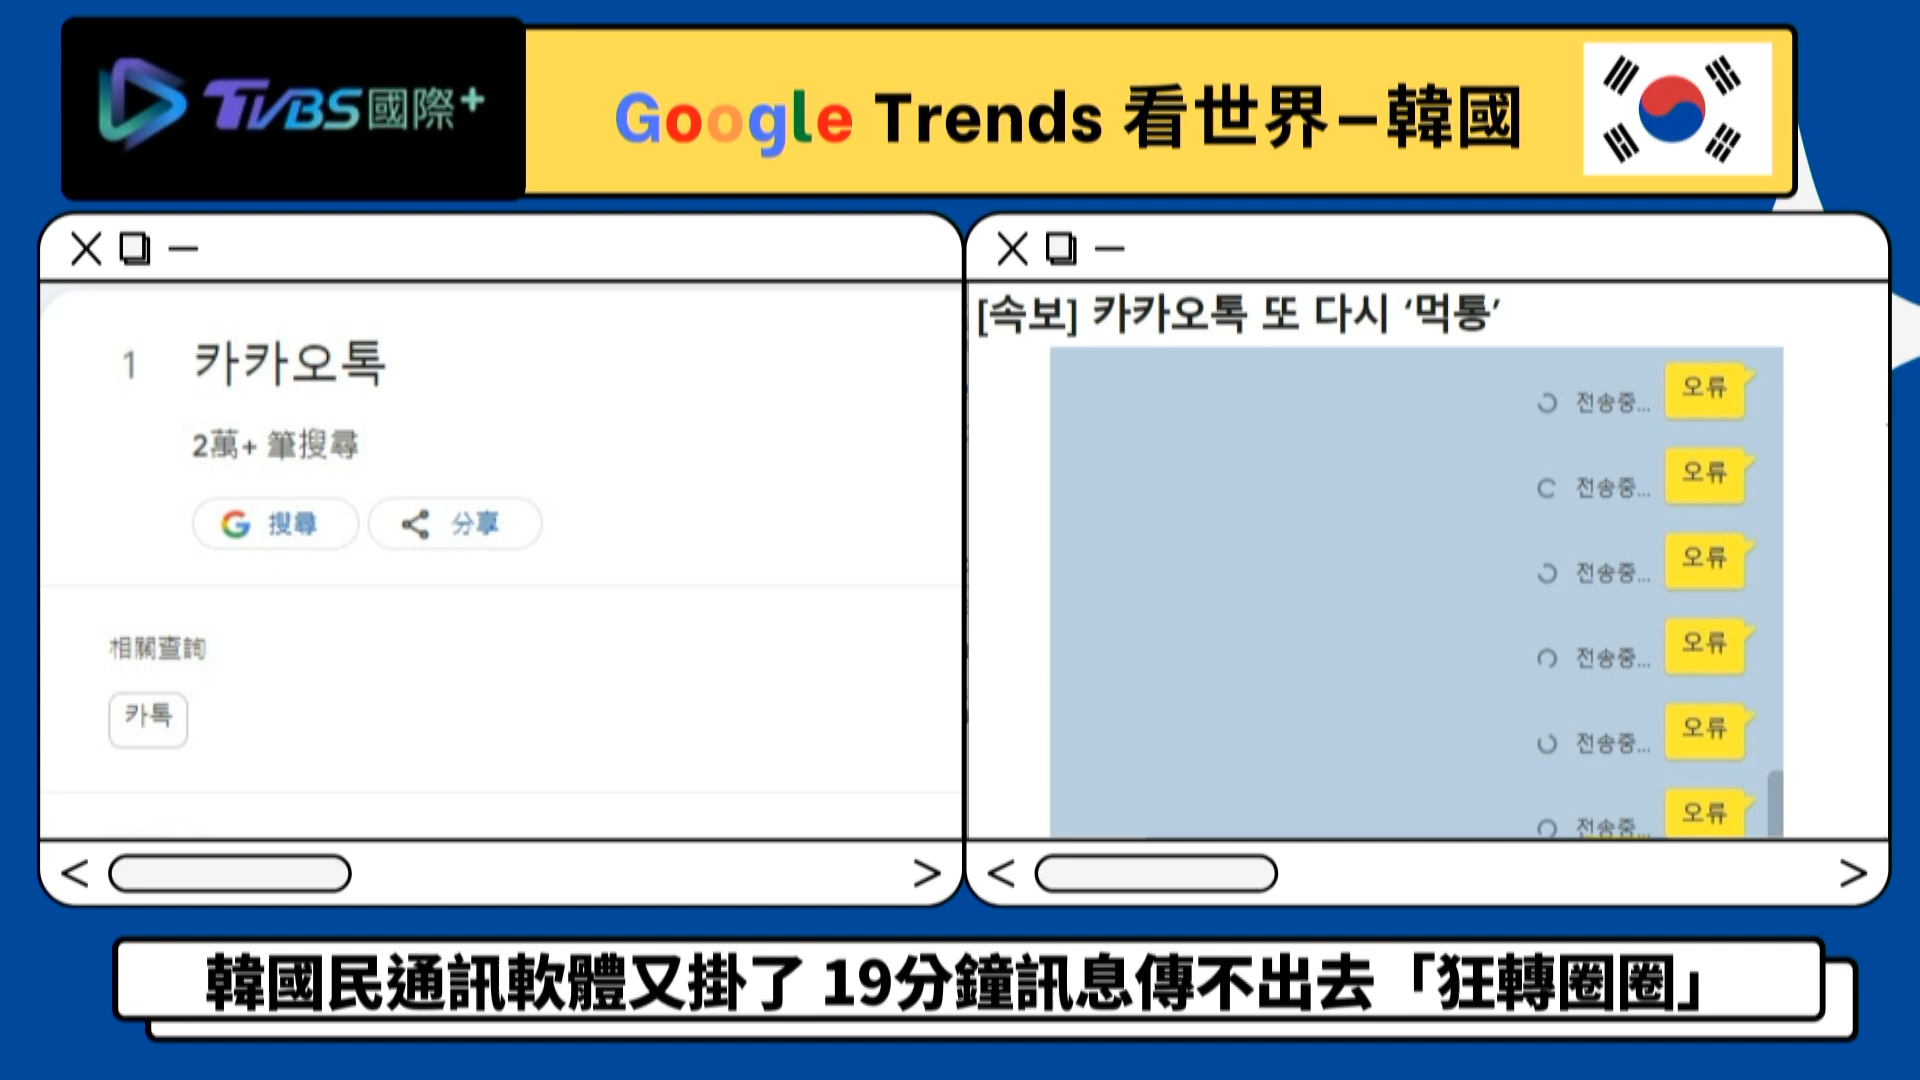 TVBS國際+
Google Trends 看世界-韓國
1 카카오톡
2萬+ 筆搜尋
搜尋 分享
相關查詢
카톡
[속보] 카카오톡 또 다시 ‘먹통’
전송중... 오류
전송중... 오류
전송중... 오류
전송중... 오류
전송중... 오류
전송중... 오류
韓國民通訊軟體又掛了 19分鐘訊息傳不出去「狂轉圈圈」